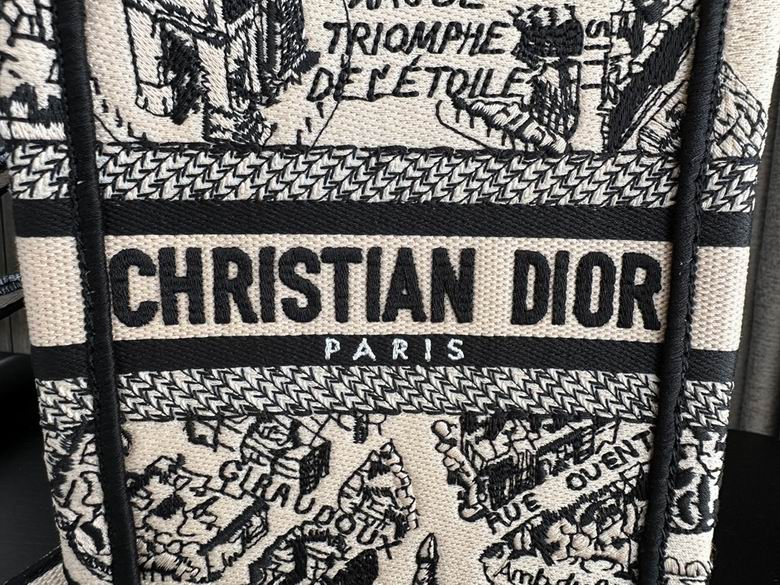 TRIOMPHE
DE L'ÉTOILE
CHRISTIAN DIOR
PARIS
GIRAUDOUX
RUE QUENT